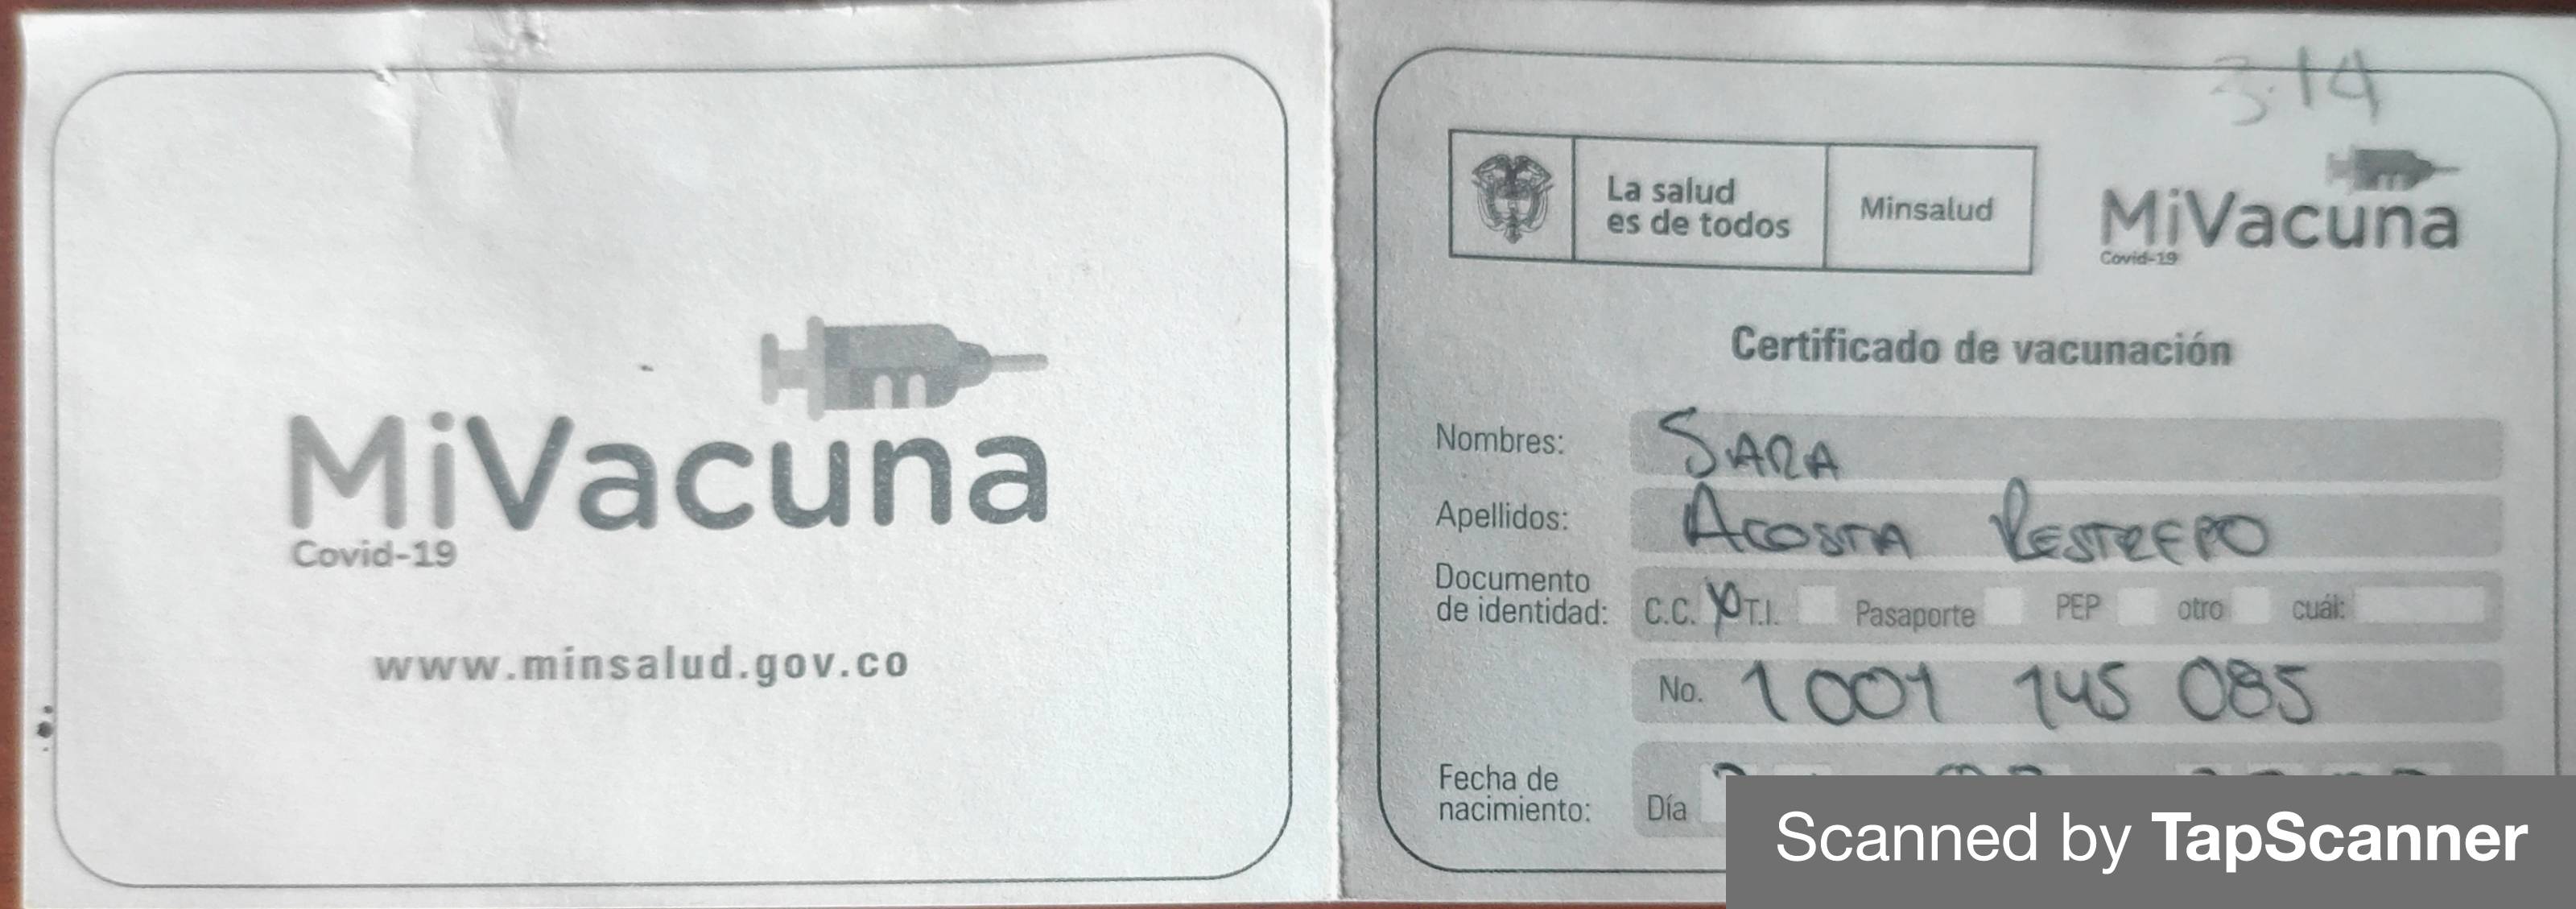 MiVacuna
Covid-19
www.minsalud.gov.co
3.14
La salud
es de todos
Minsalud
MiVacuna
Covid-19
Certificado de vacunación
Nombres: SARA
Apellidos: ACOSTA RESTREPO
Documento
de identidad: C.C. X T.I. Pasaporte PEP otro cuál:
No. 1 001 145 085
Fecha de
nacimiento: Día
Scanned by TapScanner